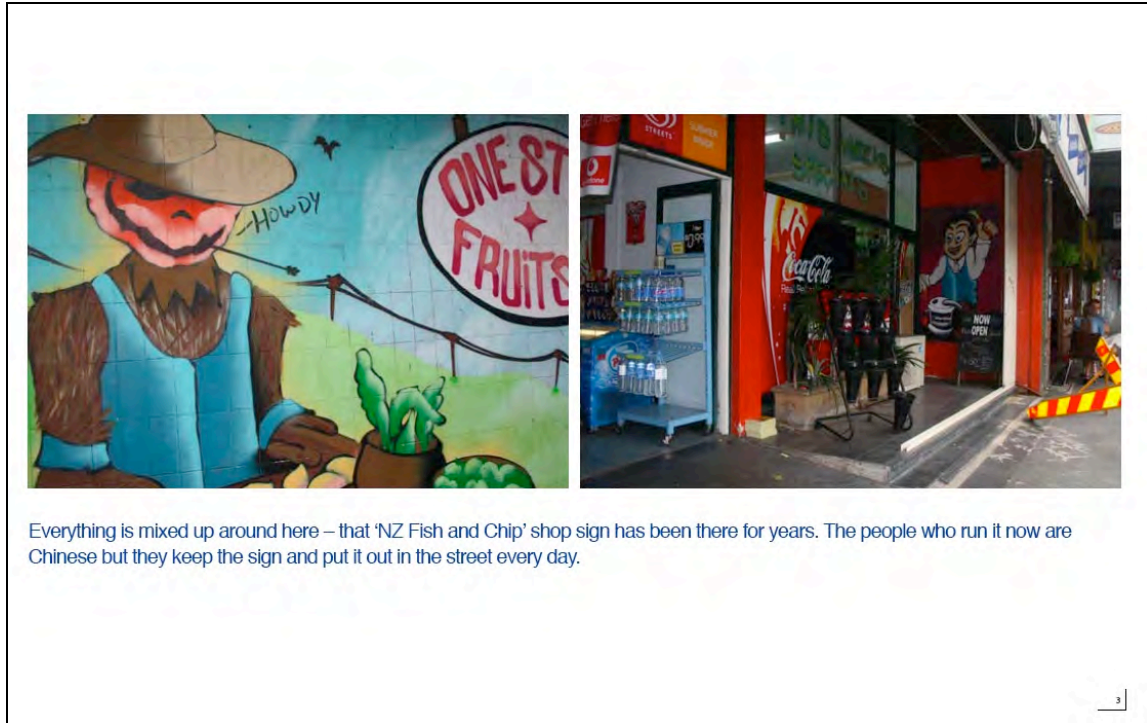 HOWDY
ONE ST
FRUITS
STREETS
Coca-Cola
NOW
OPEN
Everything is mixed up around here – that ‘NZ Fish and Chip’ shop sign has been there for years. The people who run it now are
Chinese but they keep the sign and put it out in the street every day.
3